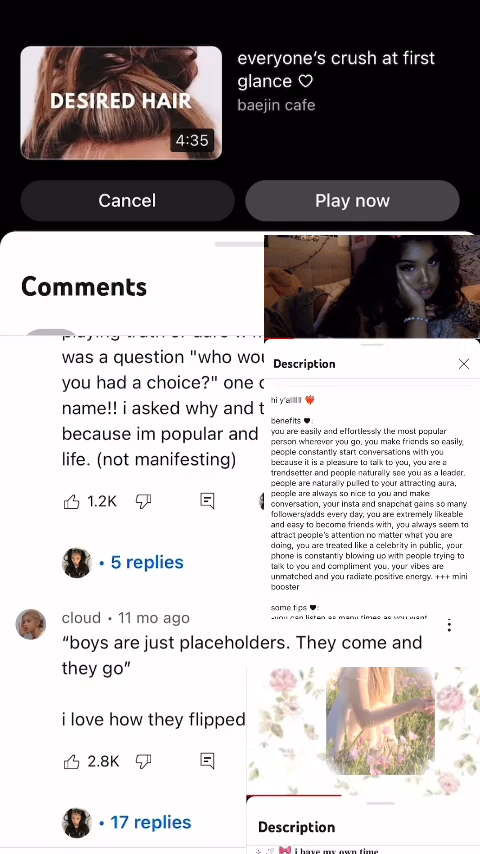 DESIRED HAIR
4:35
everyone's crush at first
glance ♡
baejin cafe
Cancel
Play now
Comments
was a question "who wou
you had a choice?" one o
name!! i asked why and t
because im popular and
life. (not manifesting)
1.2K
• 5 replies
cloud • 11 mo ago
“boys are just placeholders. They come and
they go”
i love how they flipped
2.8K
• 17 replies
Description
hi y'allllll ❤️‍🔥
benefits ♥:
you are easily and effortlessly the most popular
person wherever you go, you make friends so easily,
people constantly start conversations with you
because it is a pleasure to talk to you, you are a
trendsetter and people naturally see you as a leader,
people are naturally pulled to your attracting aura,
people are always so nice to you and make
conversation, your insta and snapchat gains so many
followers/adds every day, you are extremely likeable
and easy to become friends with, you always seem to
attract people's attention no matter what you are
doing, you are treated like a celebrity in public, your
phone is constantly blowing up with people trying to
talk to you and compliment you, your vibes are
unmatched and you radiate positive energy. +++ mini
booster
some tips ♥:
-you can listen as many times as you want
Description
🎀 i have my own time